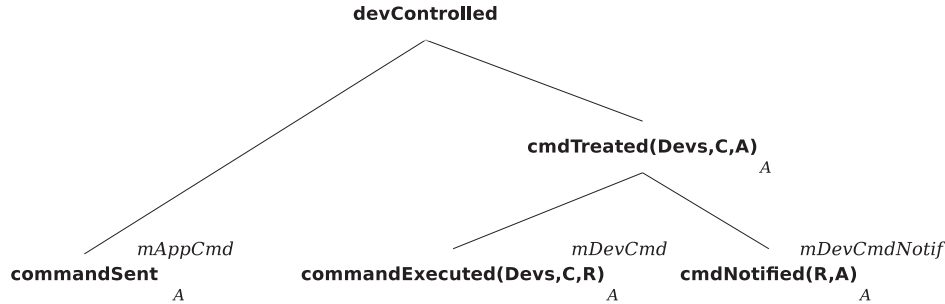 devControlled
cmdTreated(Devs,C,A)
A
mAppCmd
mDevCmd
mDevCmdNotif
commandSent
commandExecuted(Devs,C,R)
cmdNotified(R,A)
A
A
A